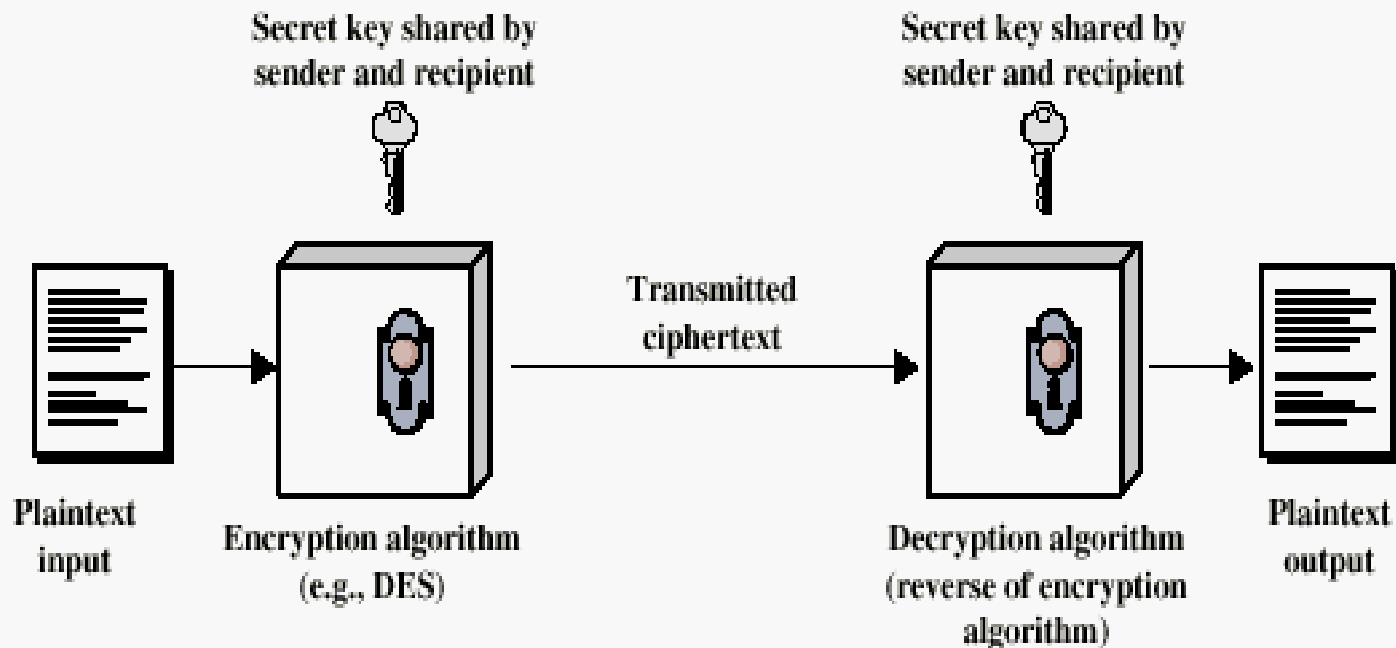 Secret key shared by
sender and recipient
Secret key shared by
sender and recipient
Transmitted
ciphertext
Plaintext
input
Encryption algorithm
(e.g., DES)
Decryption algorithm
(reverse of encryption
algorithm)
Plaintext
output